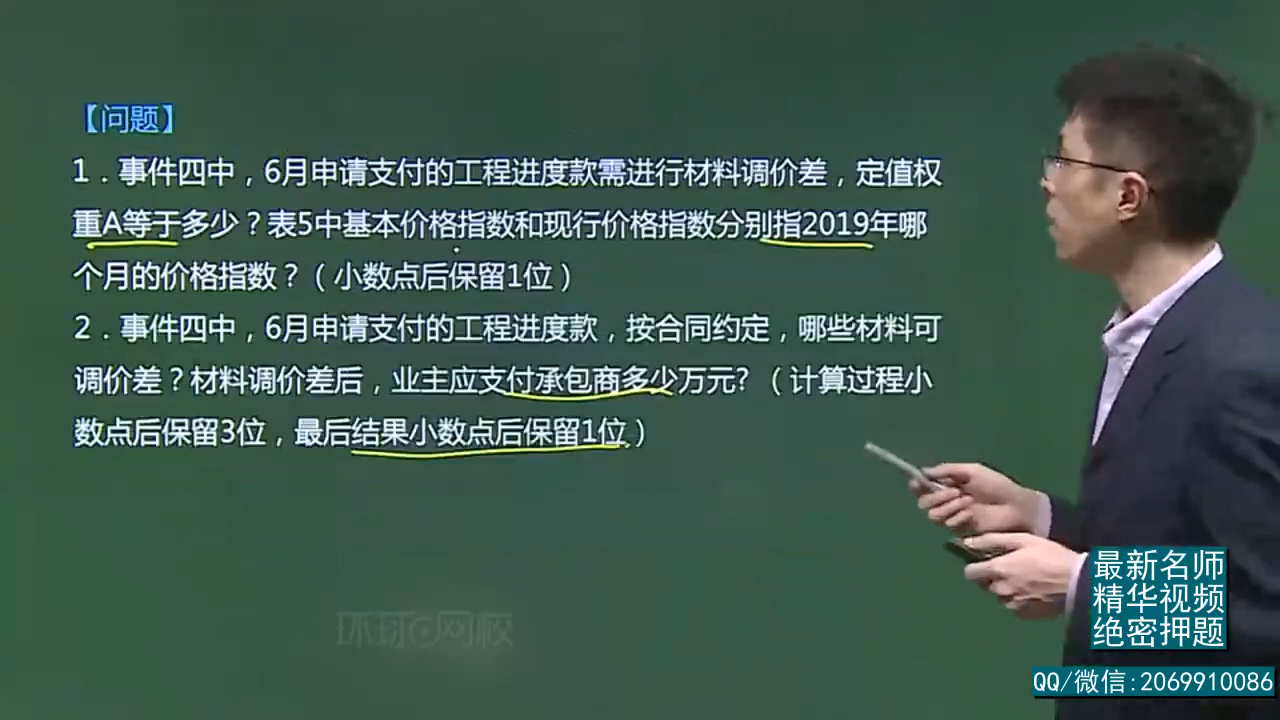 【问题】
1．事件四中，6月申请支付的工程进度款需进行材料调价差，定值权
重A等于多少？表5中基本价格指数和现行价格指数分别指2019年哪
个月的价格指数？（小数点后保留1位）
2．事件四中，6月申请支付的工程进度款，按合同约定，哪些材料可
调价差？材料调价差后，业主应支付承包商多少万元?（计算过程小
数点后保留3位，最后结果小数点后保留1位）
环球网校
最新名师
精华视频
绝密押题
QQ/微信:2069910086